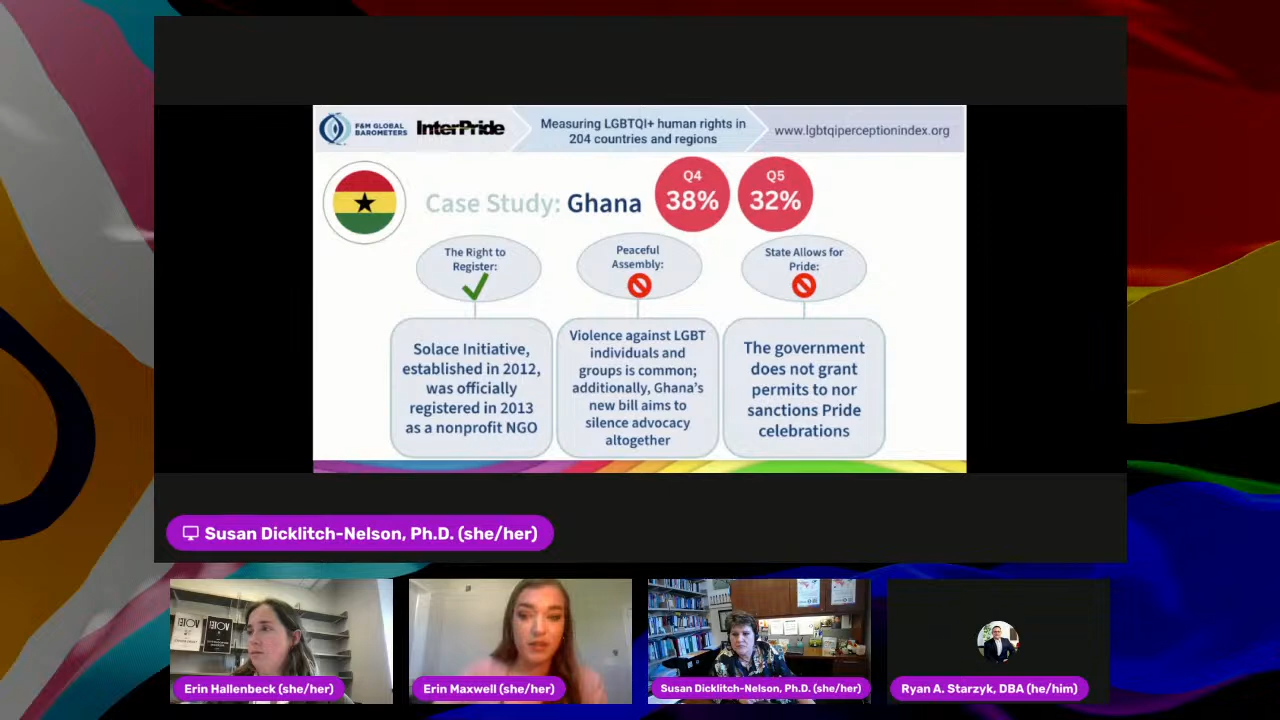 F&M GLOBAL
BAROMETERS
InterPride
Measuring LGBTQI+ human rights in
204 countries and regions
www.lgbtqiperceptionindex.org
Case Study: Ghana
Q4
38%
Q5
32%
The Right to
Register:
Peaceful
Assembly:
State Allows for
Pride:
Solace Initiative,
established in 2012,
was officially
registered in 2013
as a nonprofit NGO
Violence against LGBT
individuals and
groups is common;
additionally, Ghana's
new bill aims to
silence advocacy
altogether
The government
does not grant
permits to nor
sanctions Pride
celebrations
Susan Dicklitch-Nelson, Ph.D. (she/her)
VOTE
VOTE
Erin Hallenbeck (she/her)
Erin Maxwell (she/her)
Susan Dicklitch-Nelson, Ph.D. (she/her)
Ryan A. Starzyk, DBA (he/him)